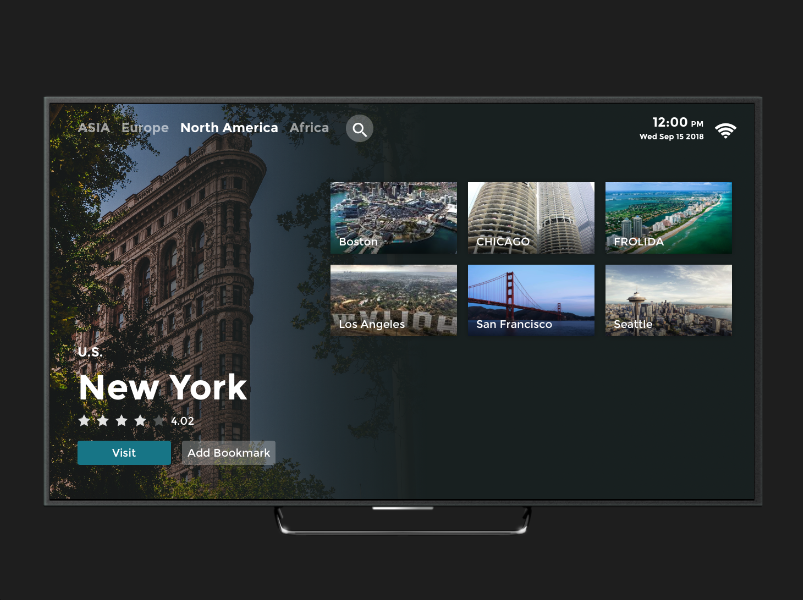 ASIA Europe North America Africa
12:00 PM
Wed Sep 15 2018
Boston
CHICAGO
FROLIDA
Los Angeles
San Francisco
Seattle
U.S.
New York
4.02
Visit
Add Bookmark